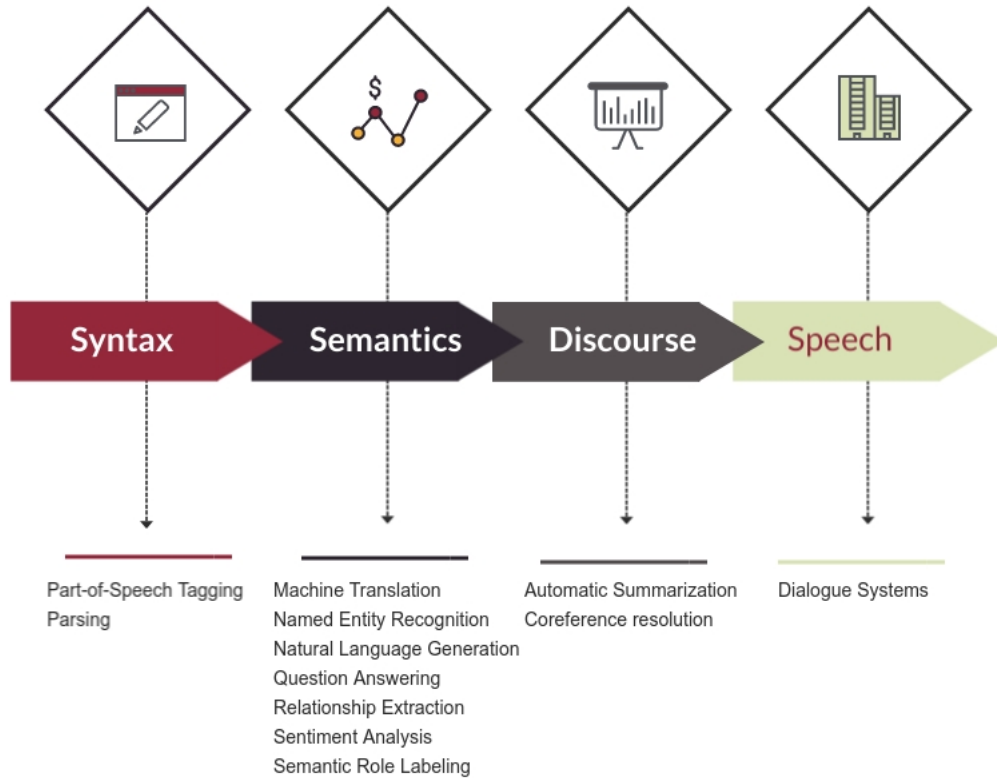 $
Syntax
Semantics
Discourse
Speech
Part-of-Speech Tagging
Parsing
Machine Translation
Named Entity Recognition
Natural Language Generation
Question Answering
Relationship Extraction
Sentiment Analysis
Semantic Role Labeling
Automatic Summarization
Coreference resolution
Dialogue Systems